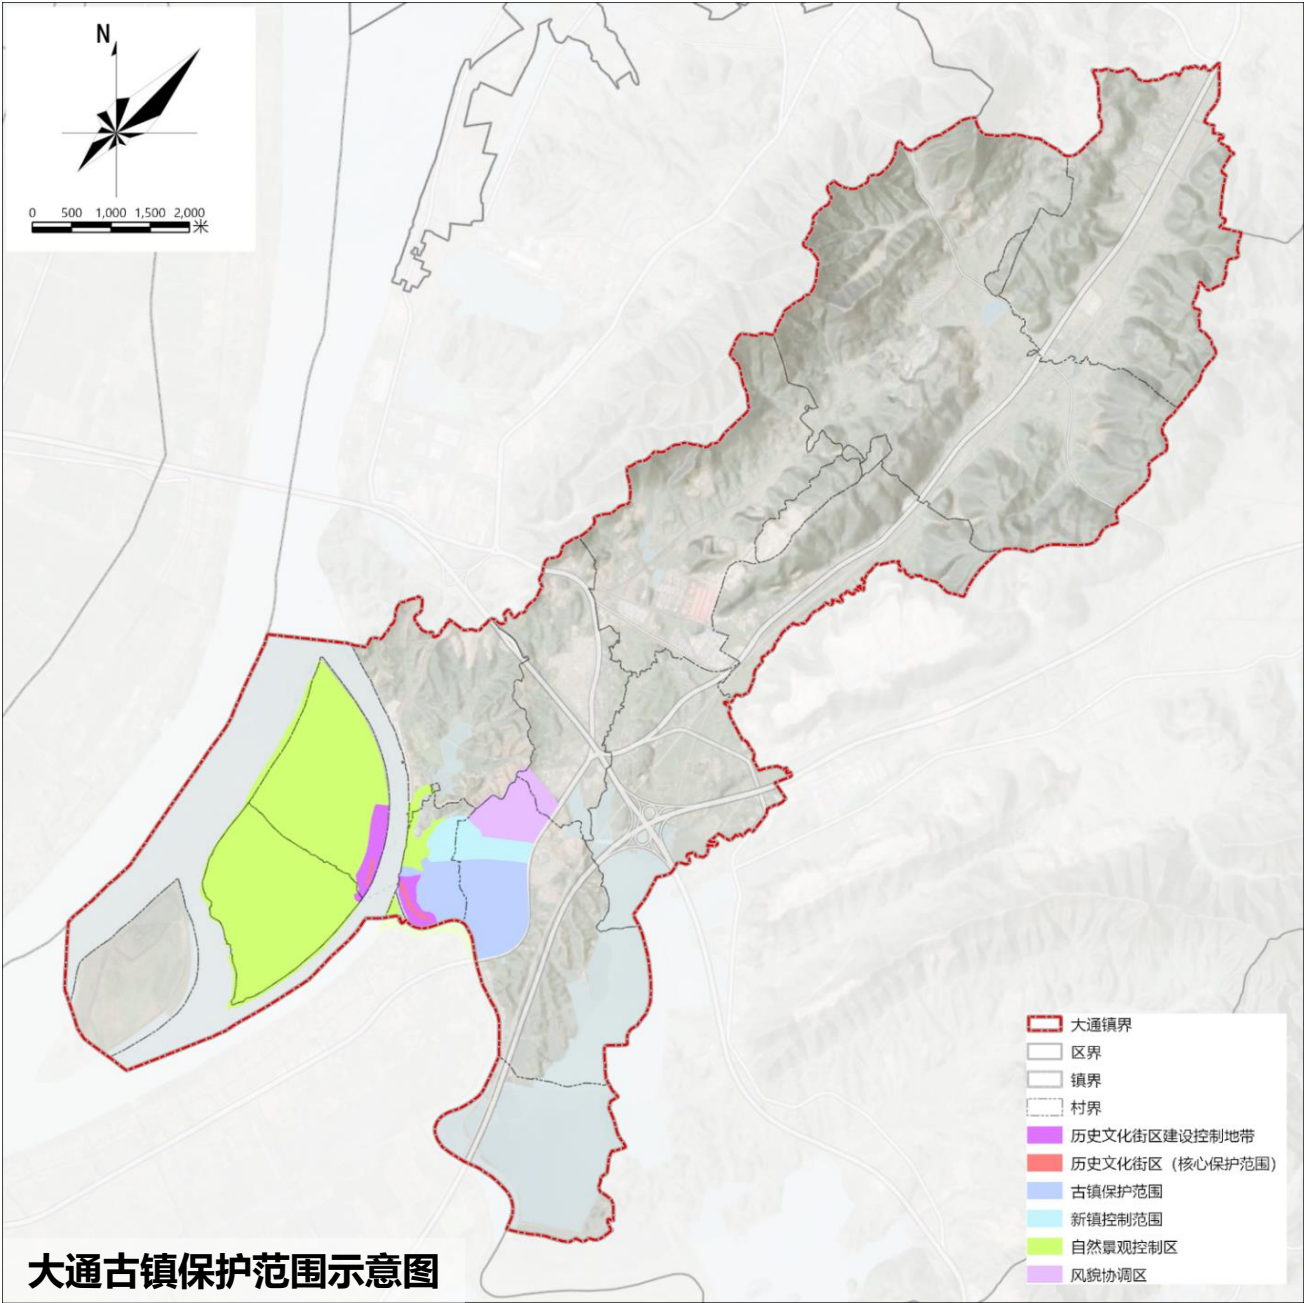 N
0 500 1,000 1,500 2,000
米
大通镇界
区界
镇界
村界
历史文化街区建设控制地带
历史文化街区（核心保护范围）
古镇保护范围
新镇控制范围
自然景观控制区
风貌协调区
大通古镇保护范围示意图